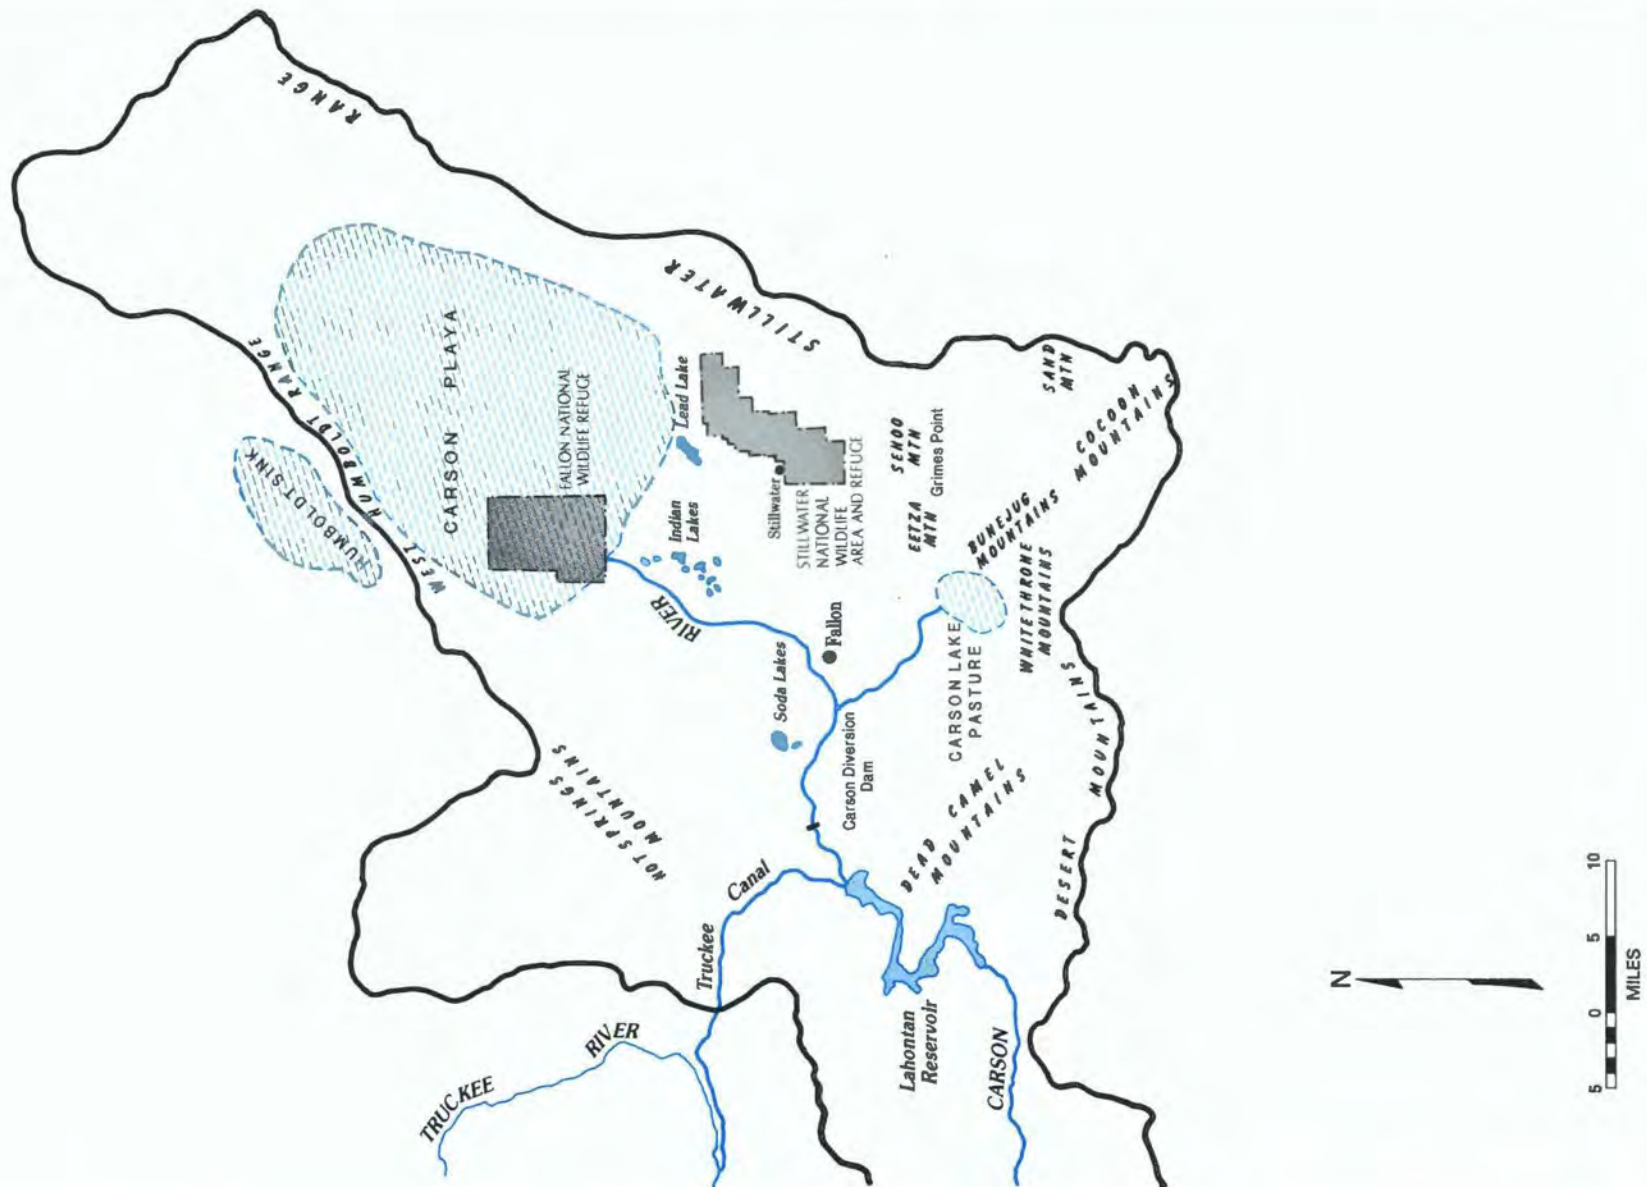 RANGE
STILLWATER
WEST HUMBOLDT RANGE
HUMBOLDT SINK
CARSON PLAYA
FALLON NATIONAL
WILDLIFE REFUGE
Lead Lake
Indian
Lakes
Stillwater
STILLWATER
NATIONAL
WILDLIFE
AREA AND REFUGE
SAND
MTN
SEHOO
MTN
Grimes Point
EETZA
MTN
COCOON
MOUNTAINS
BUNEJUG
MOUNTAINS
WHITETHRONE
MOUNTAINS
RIVER
Fallon
Soda Lakes
CARSON LAKE
PASTURE
Carson Diversion
Dam
HOT SPRINGS
MOUNTAINS
DEAD CAMEL
MOUNTAINS
DESERT MOUNTAINS
Truckee Canal
TRUCKEE RIVER
Lahontan
Reservoir
CARSON
N
5 0 5 10
MILES